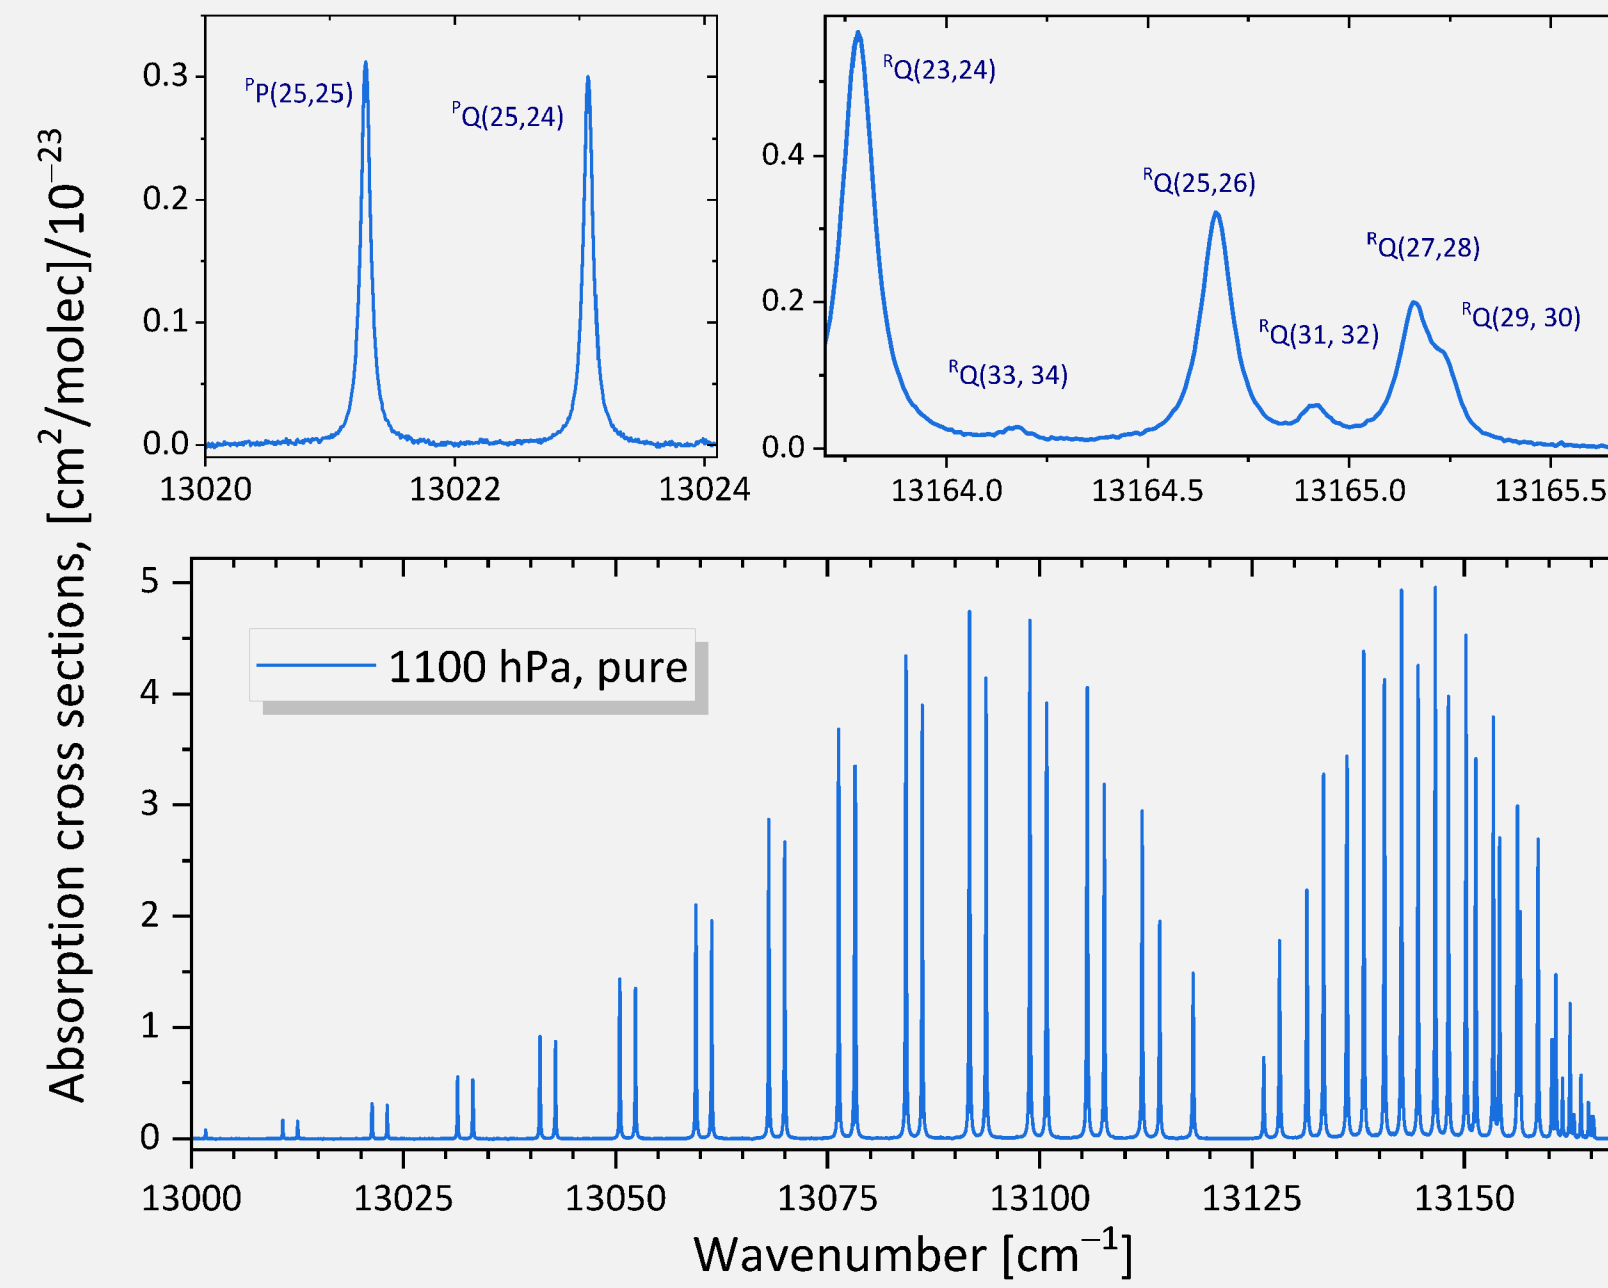 Absorption cross sections, [cm²/molec]/10⁻²³
0.3
0.2
0.1
0.0
ᴾP(25,25)
ᴾQ(25,24)
13020
13022
13024
0.4
0.2
0.0
ᴿQ(23,24)
ᴿQ(33, 34)
ᴿQ(25,26)
ᴿQ(31, 32)
ᴿQ(27,28)
ᴿQ(29, 30)
13164.0
13164.5
13165.0
13165.5
5
4
3
2
1
0
1100 hPa, pure
13000
13025
13050
13075
13100
13125
13150
Wavenumber [cm⁻¹]